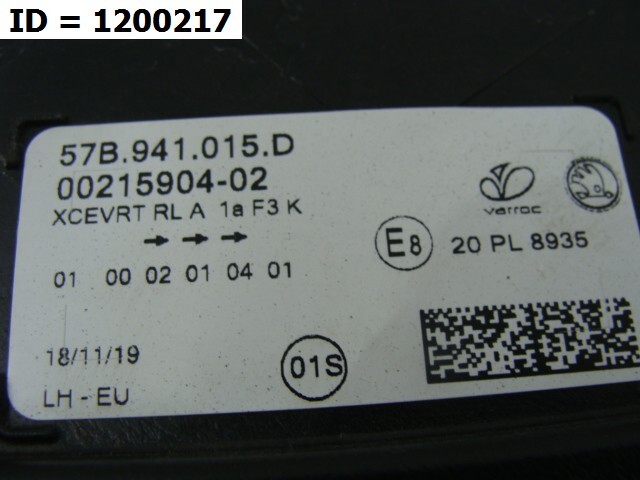 ID = 1200217
57B.941.015.D
00215904-02
XCEVRT RL A 1a F3 K
→ → →
01 00 02 01 04 01
varroc
E8 20 PL 8935
18/11/19
01S
LH - EU